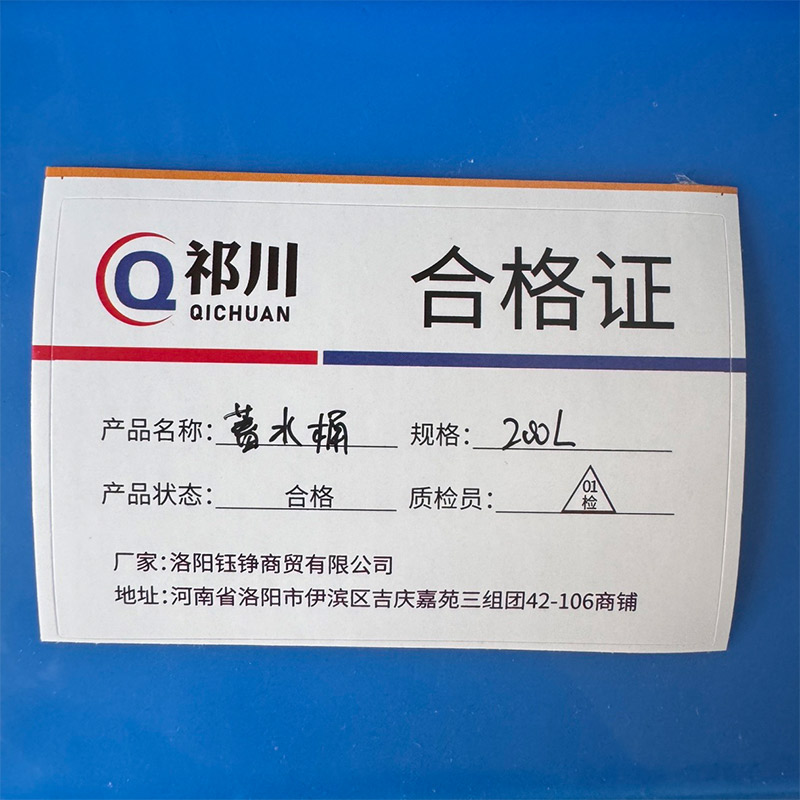 Q 祁川
QICHUAN
合格证
产品名称：蓄水桶 规格：200L
产品状态：合格 质检员：01检
厂家：洛阳钰铮商贸有限公司
地址：河南省洛阳市伊滨区吉庆嘉苑三组团42-106商铺